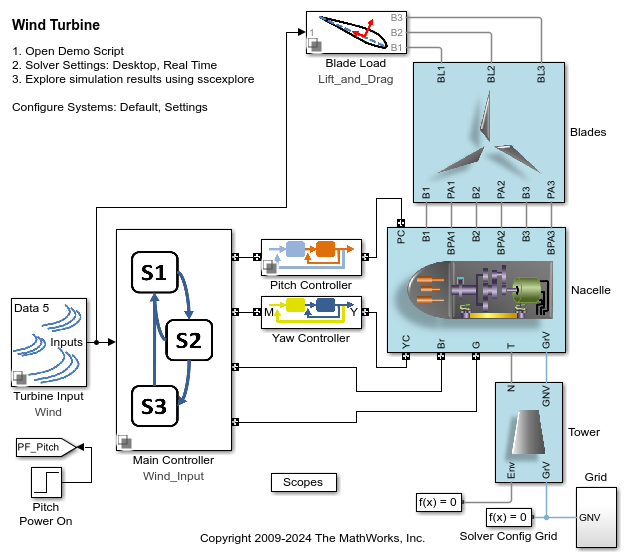 Wind Turbine
1. Open Demo Script
2. Solver Settings: Desktop, Real Time
3. Explore simulation results using sscexplore
Configure Systems: Default, Settings
1
B3
B2
B1
Blade Load
Lift_and_Drag
BL1
BL2
BL3
Blades
B1
PA1
B2
PA2
B3
PA3
PC
B1
BPA1
B2
BPA2
B3
BPA3
Nacelle
YC
Br
G
T
GrV
Pitch Controller
M
Y
Yaw Controller
S1
S2
S3
Main Controller
Wind_Input
Data 5
Inputs
Turbine Input
Wind
PF_Pitch
Pitch
Power On
Scopes
N
GNV
Tower
Env
GrV
f(x) = 0
f(x) = 0
Solver Config Grid
Grid
GNV
Copyright 2009-2024 The MathWorks, Inc.